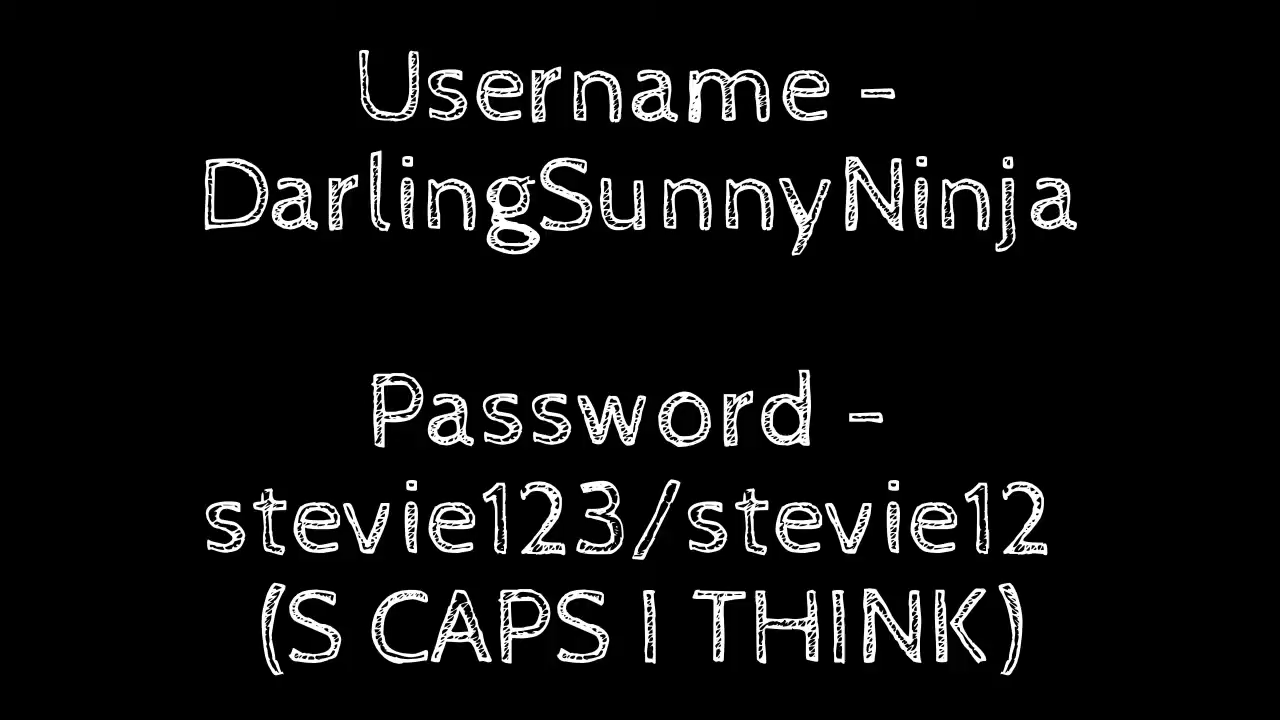 Username -
DarlingSunnyNinja
Password -
stevie123/stevie12
(S CAPS I THINK)